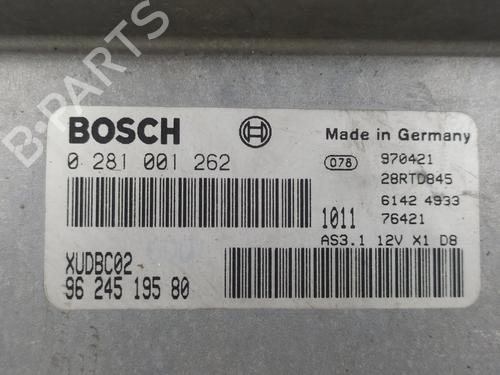 B-PARTS
BOSCH
Made in Germany
0 281 001 262
078 970421
28RTD845
6142 4933
1011 76421
AS3.1 12V X1 D8
XUDBC02
96 245 195 80